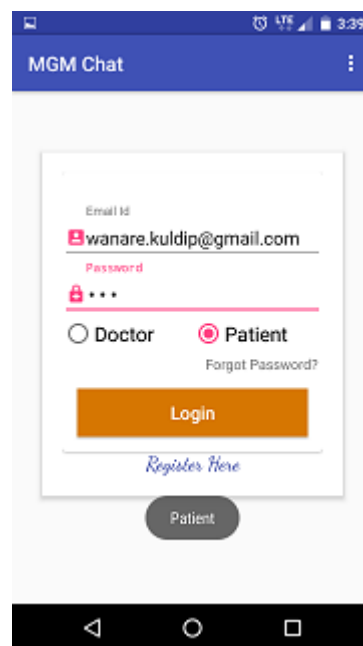 LTE 3:39
MGM Chat
Email Id
wanare.kuldip@gmail.com
Password
•••
Doctor Patient
Forgot Password?
Login
Register Here
Patient